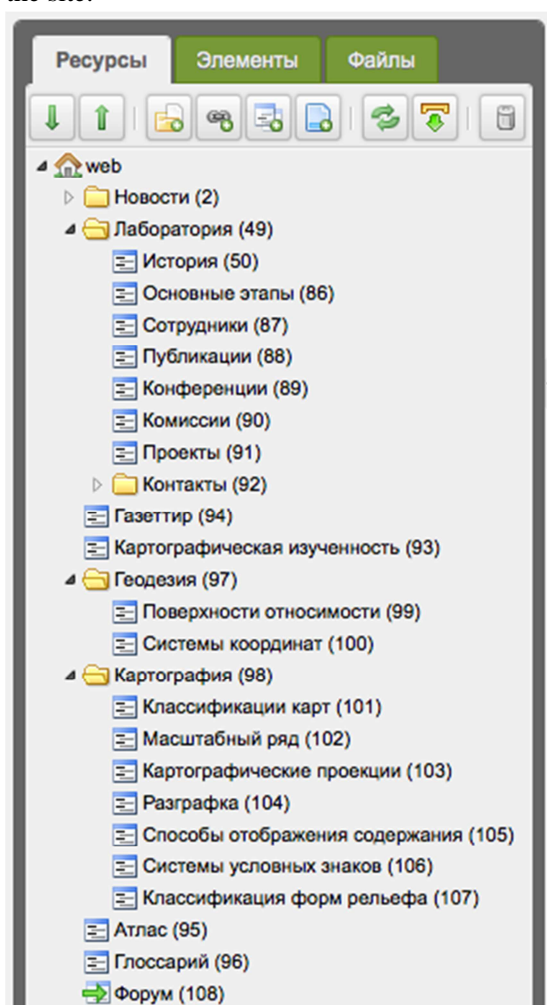 the site.
Ресурсы Элементы Файлы
web
Новости (2)
Лаборатория (49)
История (50)
Основные этапы (86)
Сотрудники (87)
Публикации (88)
Конференции (89)
Комиссии (90)
Проекты (91)
Контакты (92)
Газеттир (94)
Картографическая изученность (93)
Геодезия (97)
Поверхности относимости (99)
Системы координат (100)
Картография (98)
Классификации карт (101)
Масштабный ряд (102)
Картографические проекции (103)
Разграфка (104)
Способы отображения содержания (105)
Системы условных знаков (106)
Классификация форм рельефа (107)
Атлас (95)
Глоссарий (96)
Форум (108)